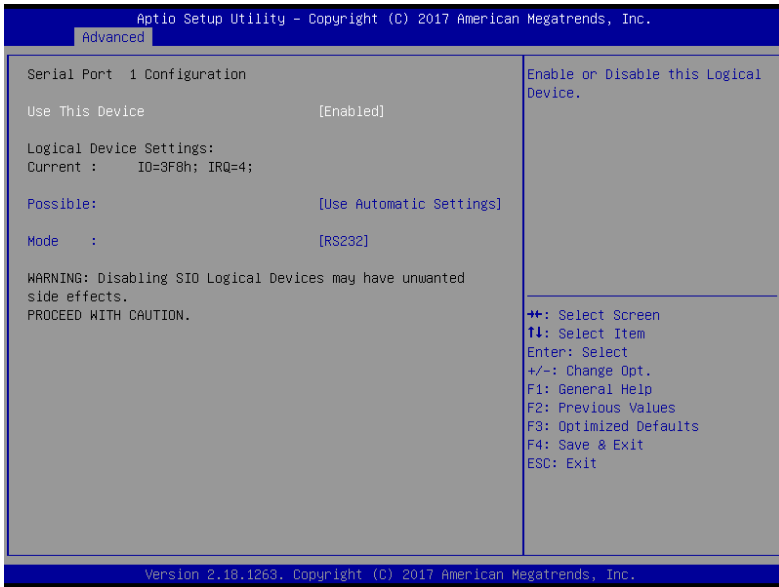 Aptio Setup Utility – Copyright (C) 2017 American Megatrends, Inc.
Advanced
Serial Port 1 Configuration
Use This Device [Enabled]
Logical Device Settings:
Current : IO=3F8h; IRQ=4;
Possible: [Use Automatic Settings]
Mode : [RS232]
WARNING: Disabling SIO Logical Devices may have unwanted
side effects.
PROCEED WITH CAUTION.
Enable or Disable this Logical
Device.
→←: Select Screen
↑↓: Select Item
Enter: Select
+/-: Change Opt.
F1: General Help
F2: Previous Values
F3: Optimized Defaults
F4: Save & Exit
ESC: Exit
Version 2.18.1263. Copyright (C) 2017 American Megatrends, Inc.